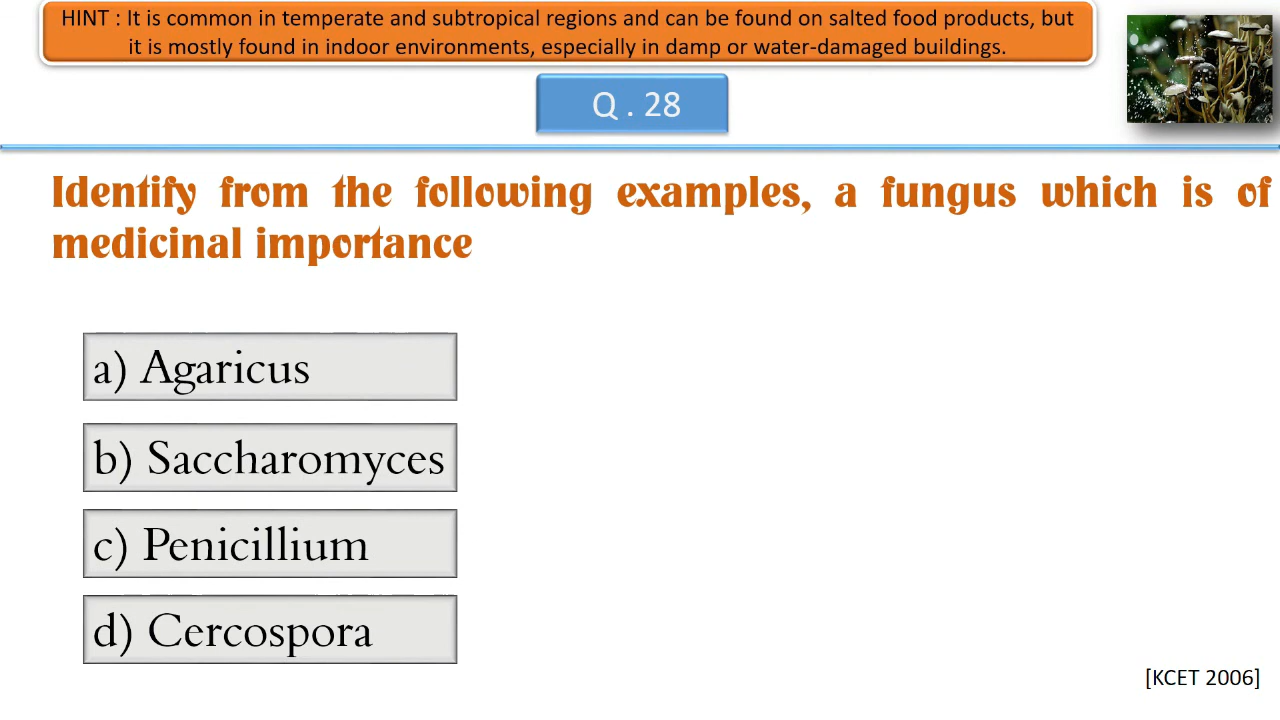 HINT : It is common in temperate and subtropical regions and can be found on salted food products, but
it is mostly found in indoor environments, especially in damp or water-damaged buildings.
Q . 28
Identify from the following examples, a fungus which is of
medicinal importance
a) Agaricus
b) Saccharomyces
c) Penicillium
d) Cercospora
[KCET 2006]